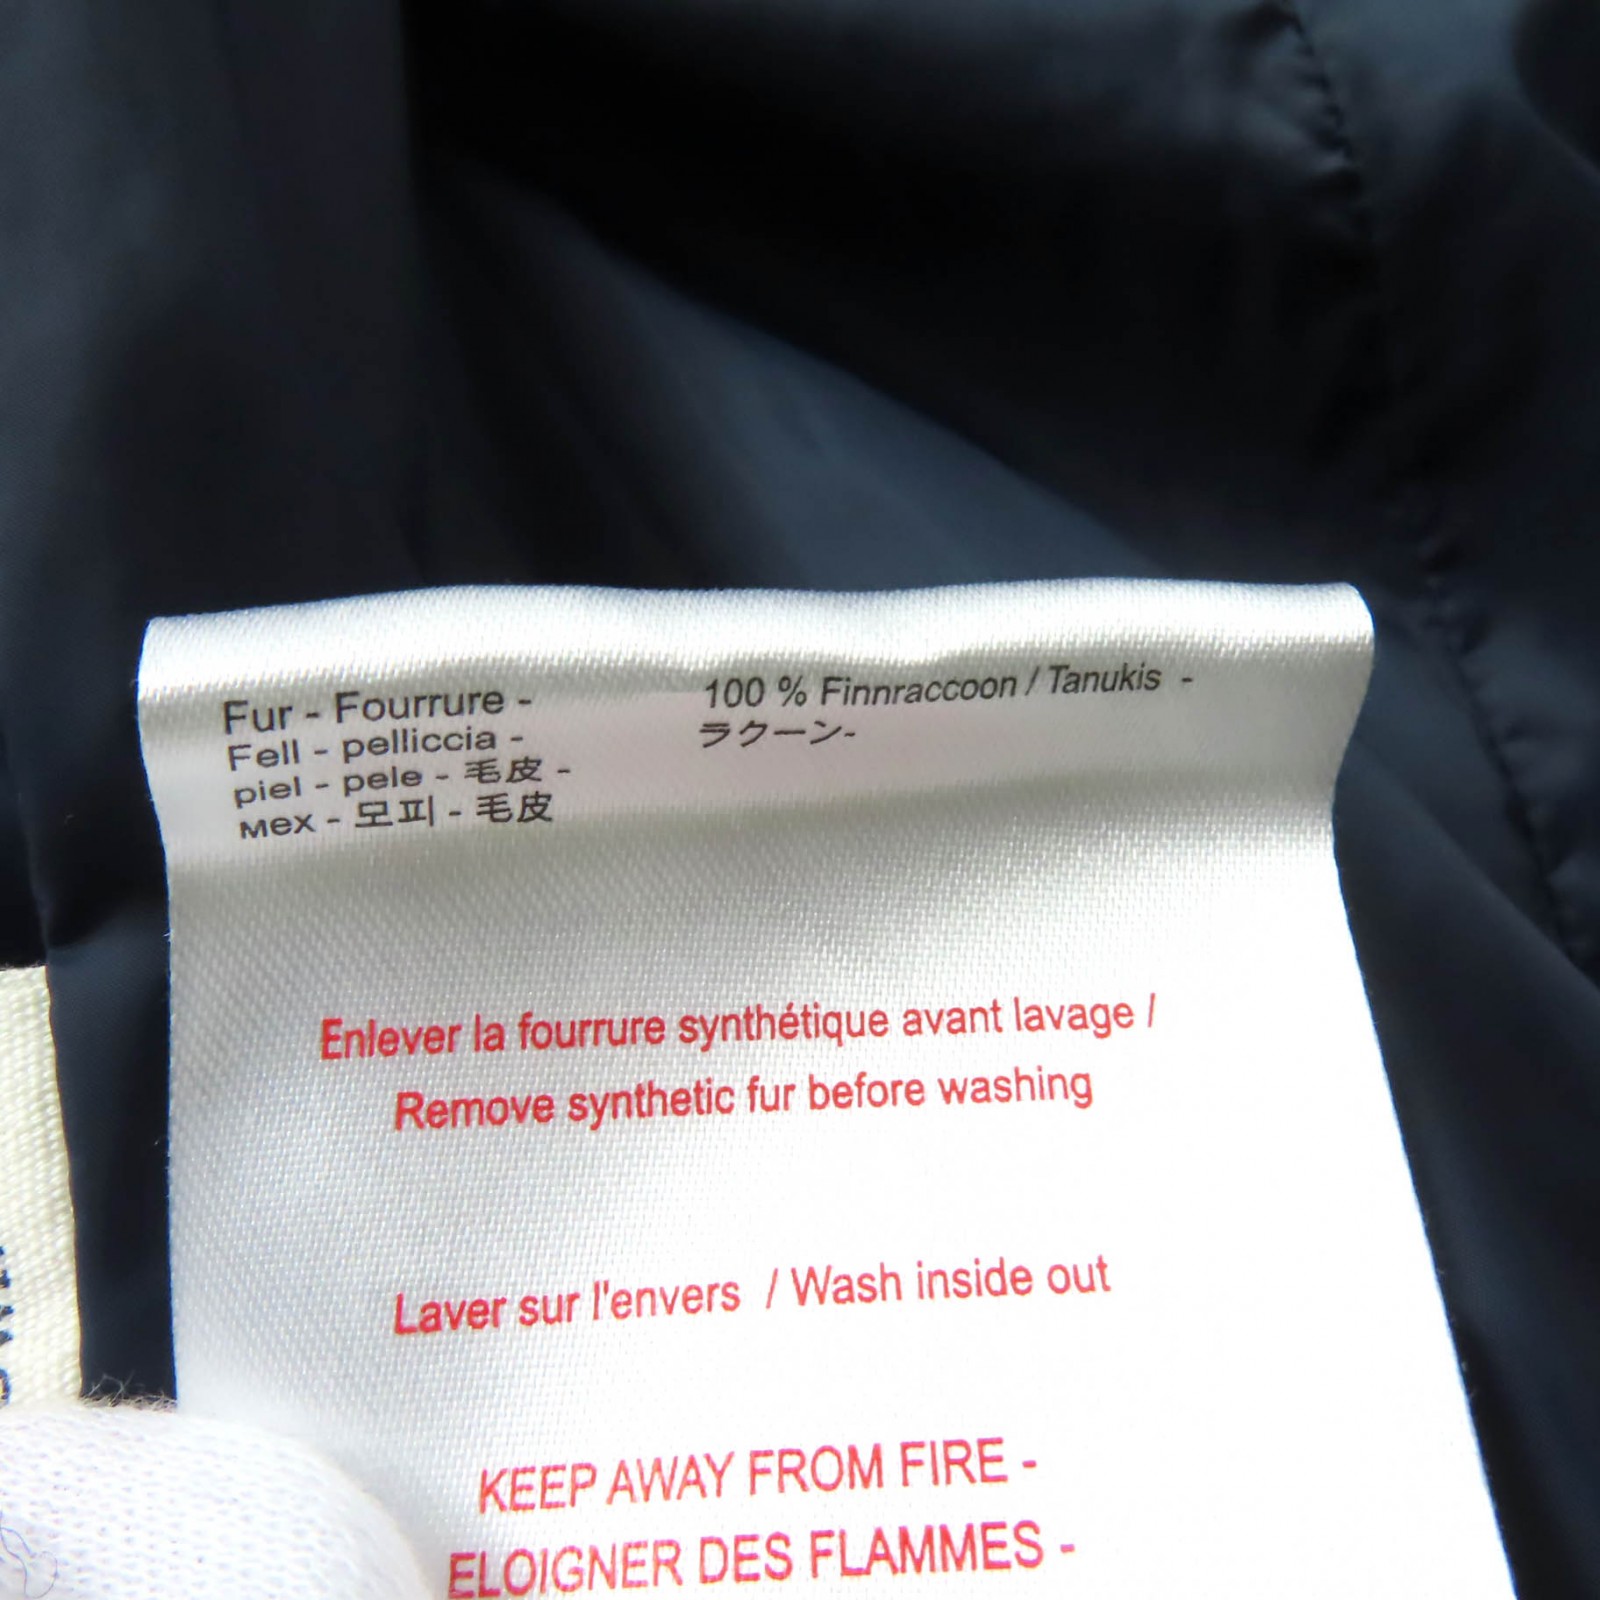 Fur - Fourrure -
Fell - pelliccia -
piel - pele - 毛皮 -
мех - 모피 - 毛皮
100 % Finnraccoon / Tanukis -
ラクーン-
Enlever la fourrure synthétique avant lavage /
Remove synthetic fur before washing
Laver sur l'envers / Wash inside out
KEEP AWAY FROM FIRE -
ELOIGNER DES FLAMMES -